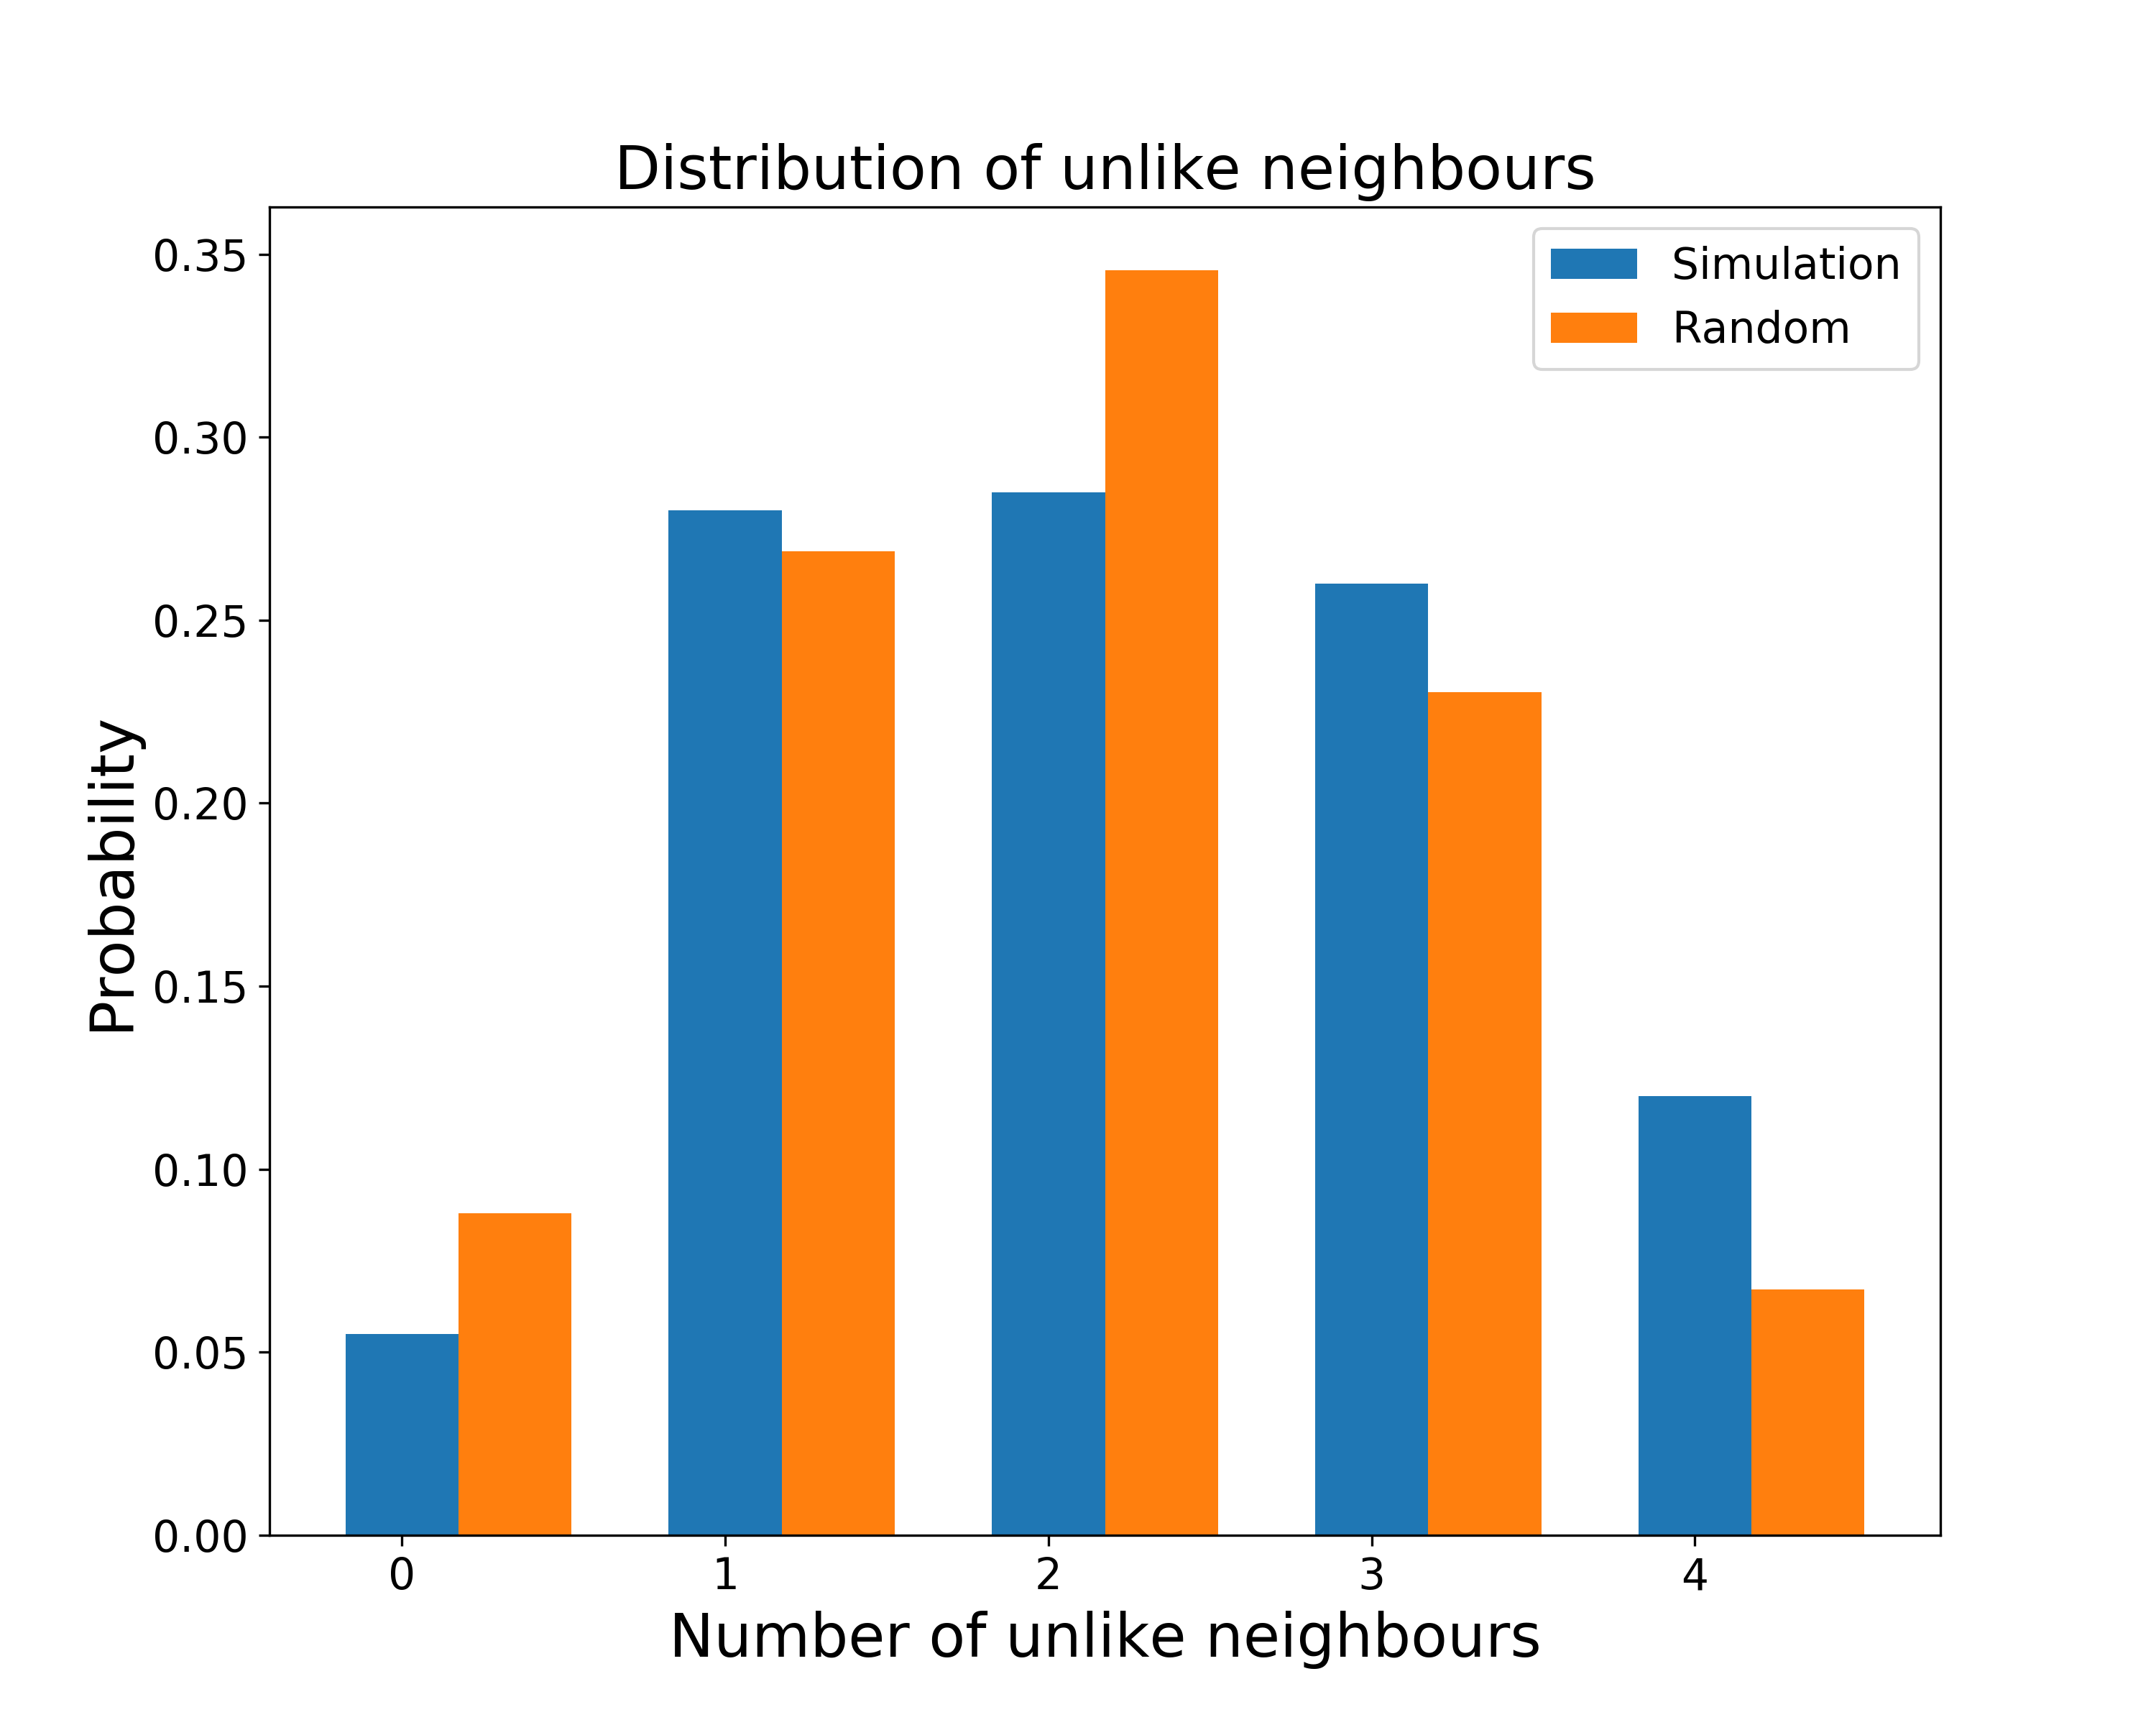 Distribution of unlike neighbours
Simulation
Random
0.35
0.30
0.25
0.20
0.15
0.10
0.05
0.00
Probability
0 1 2 3 4
Number of unlike neighbours